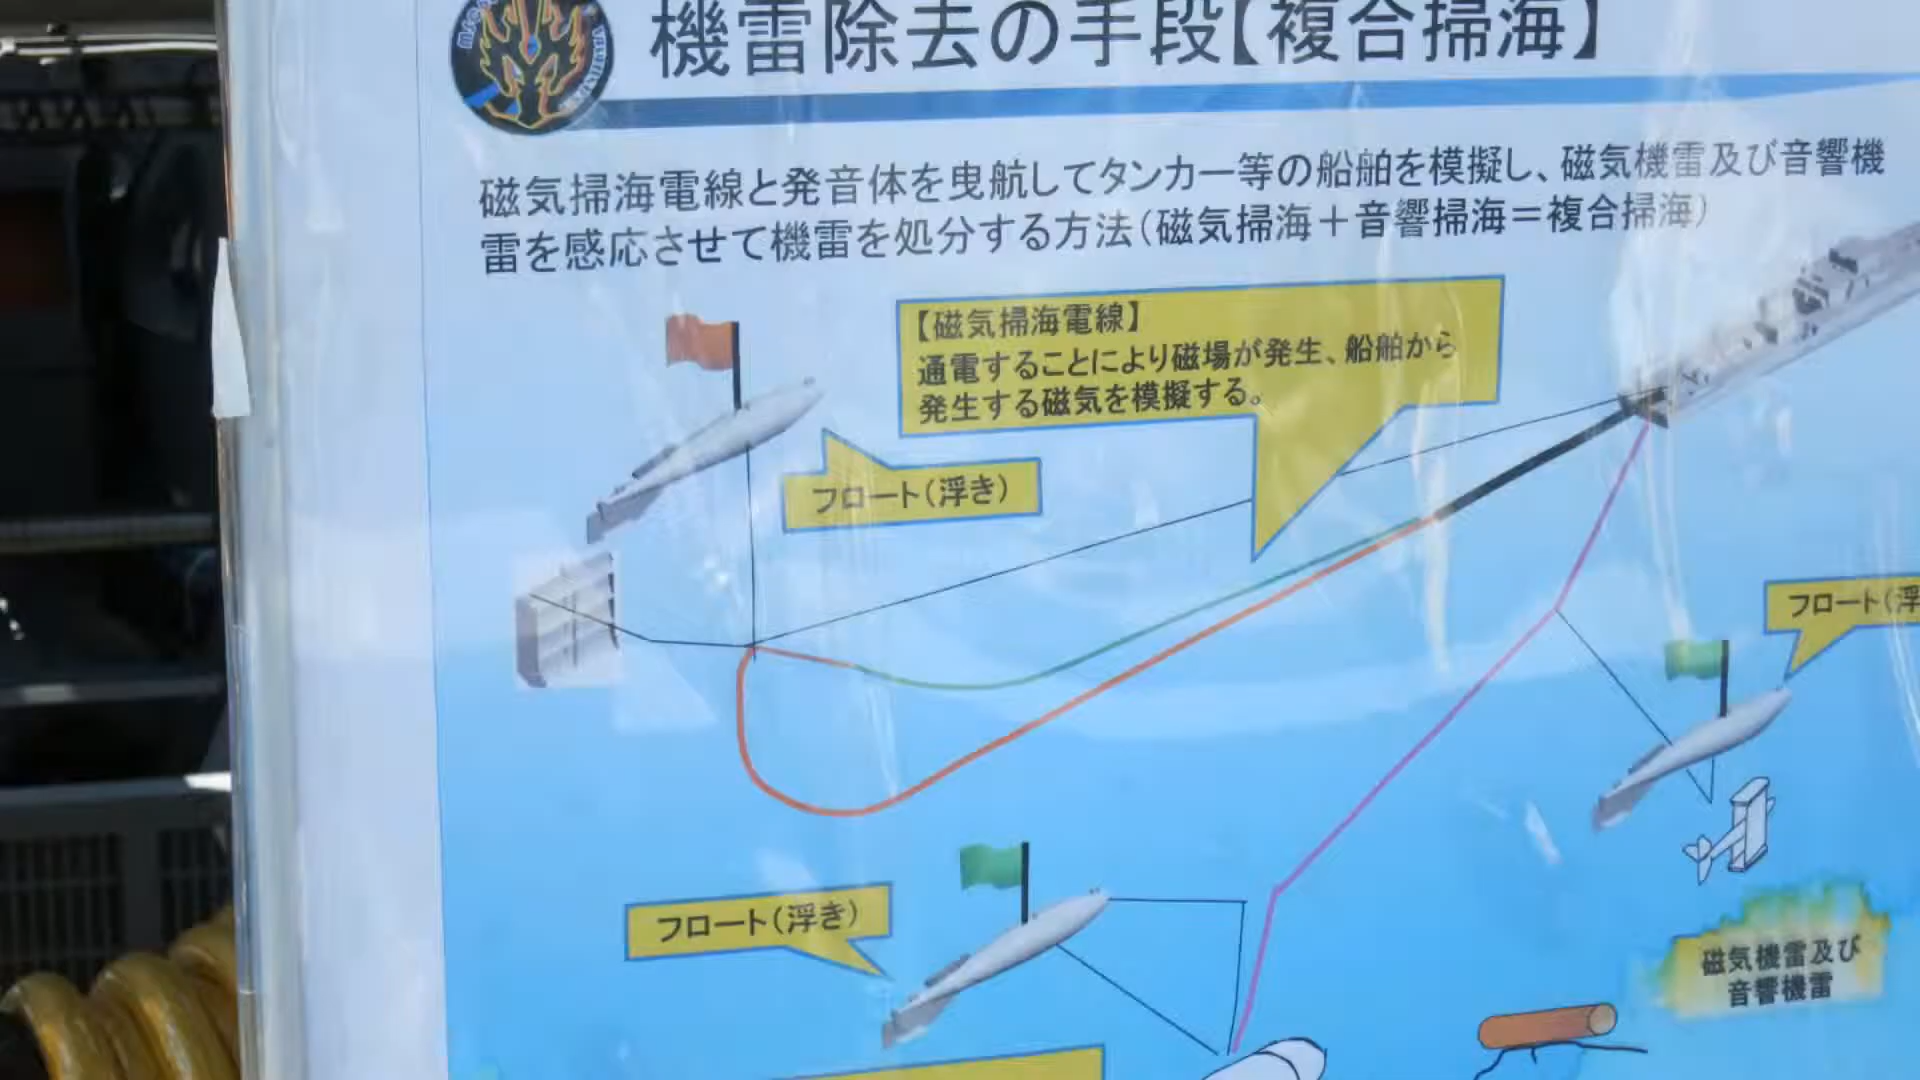 機雷除去の手段【複合掃海】
磁気掃海電線と発音体を曳航してタンカー等の船舶を模擬し、磁気機雷及び音響機
雷を感応させて機雷を処分する方法（磁気掃海＋音響掃海＝複合掃海）
【磁気掃海電線】
通電することにより磁場が発生、船舶から
発生する磁気を模擬する。
フロート（浮き）
フロート（浮
フロート（浮き）
磁気機雷及び
音響機雷